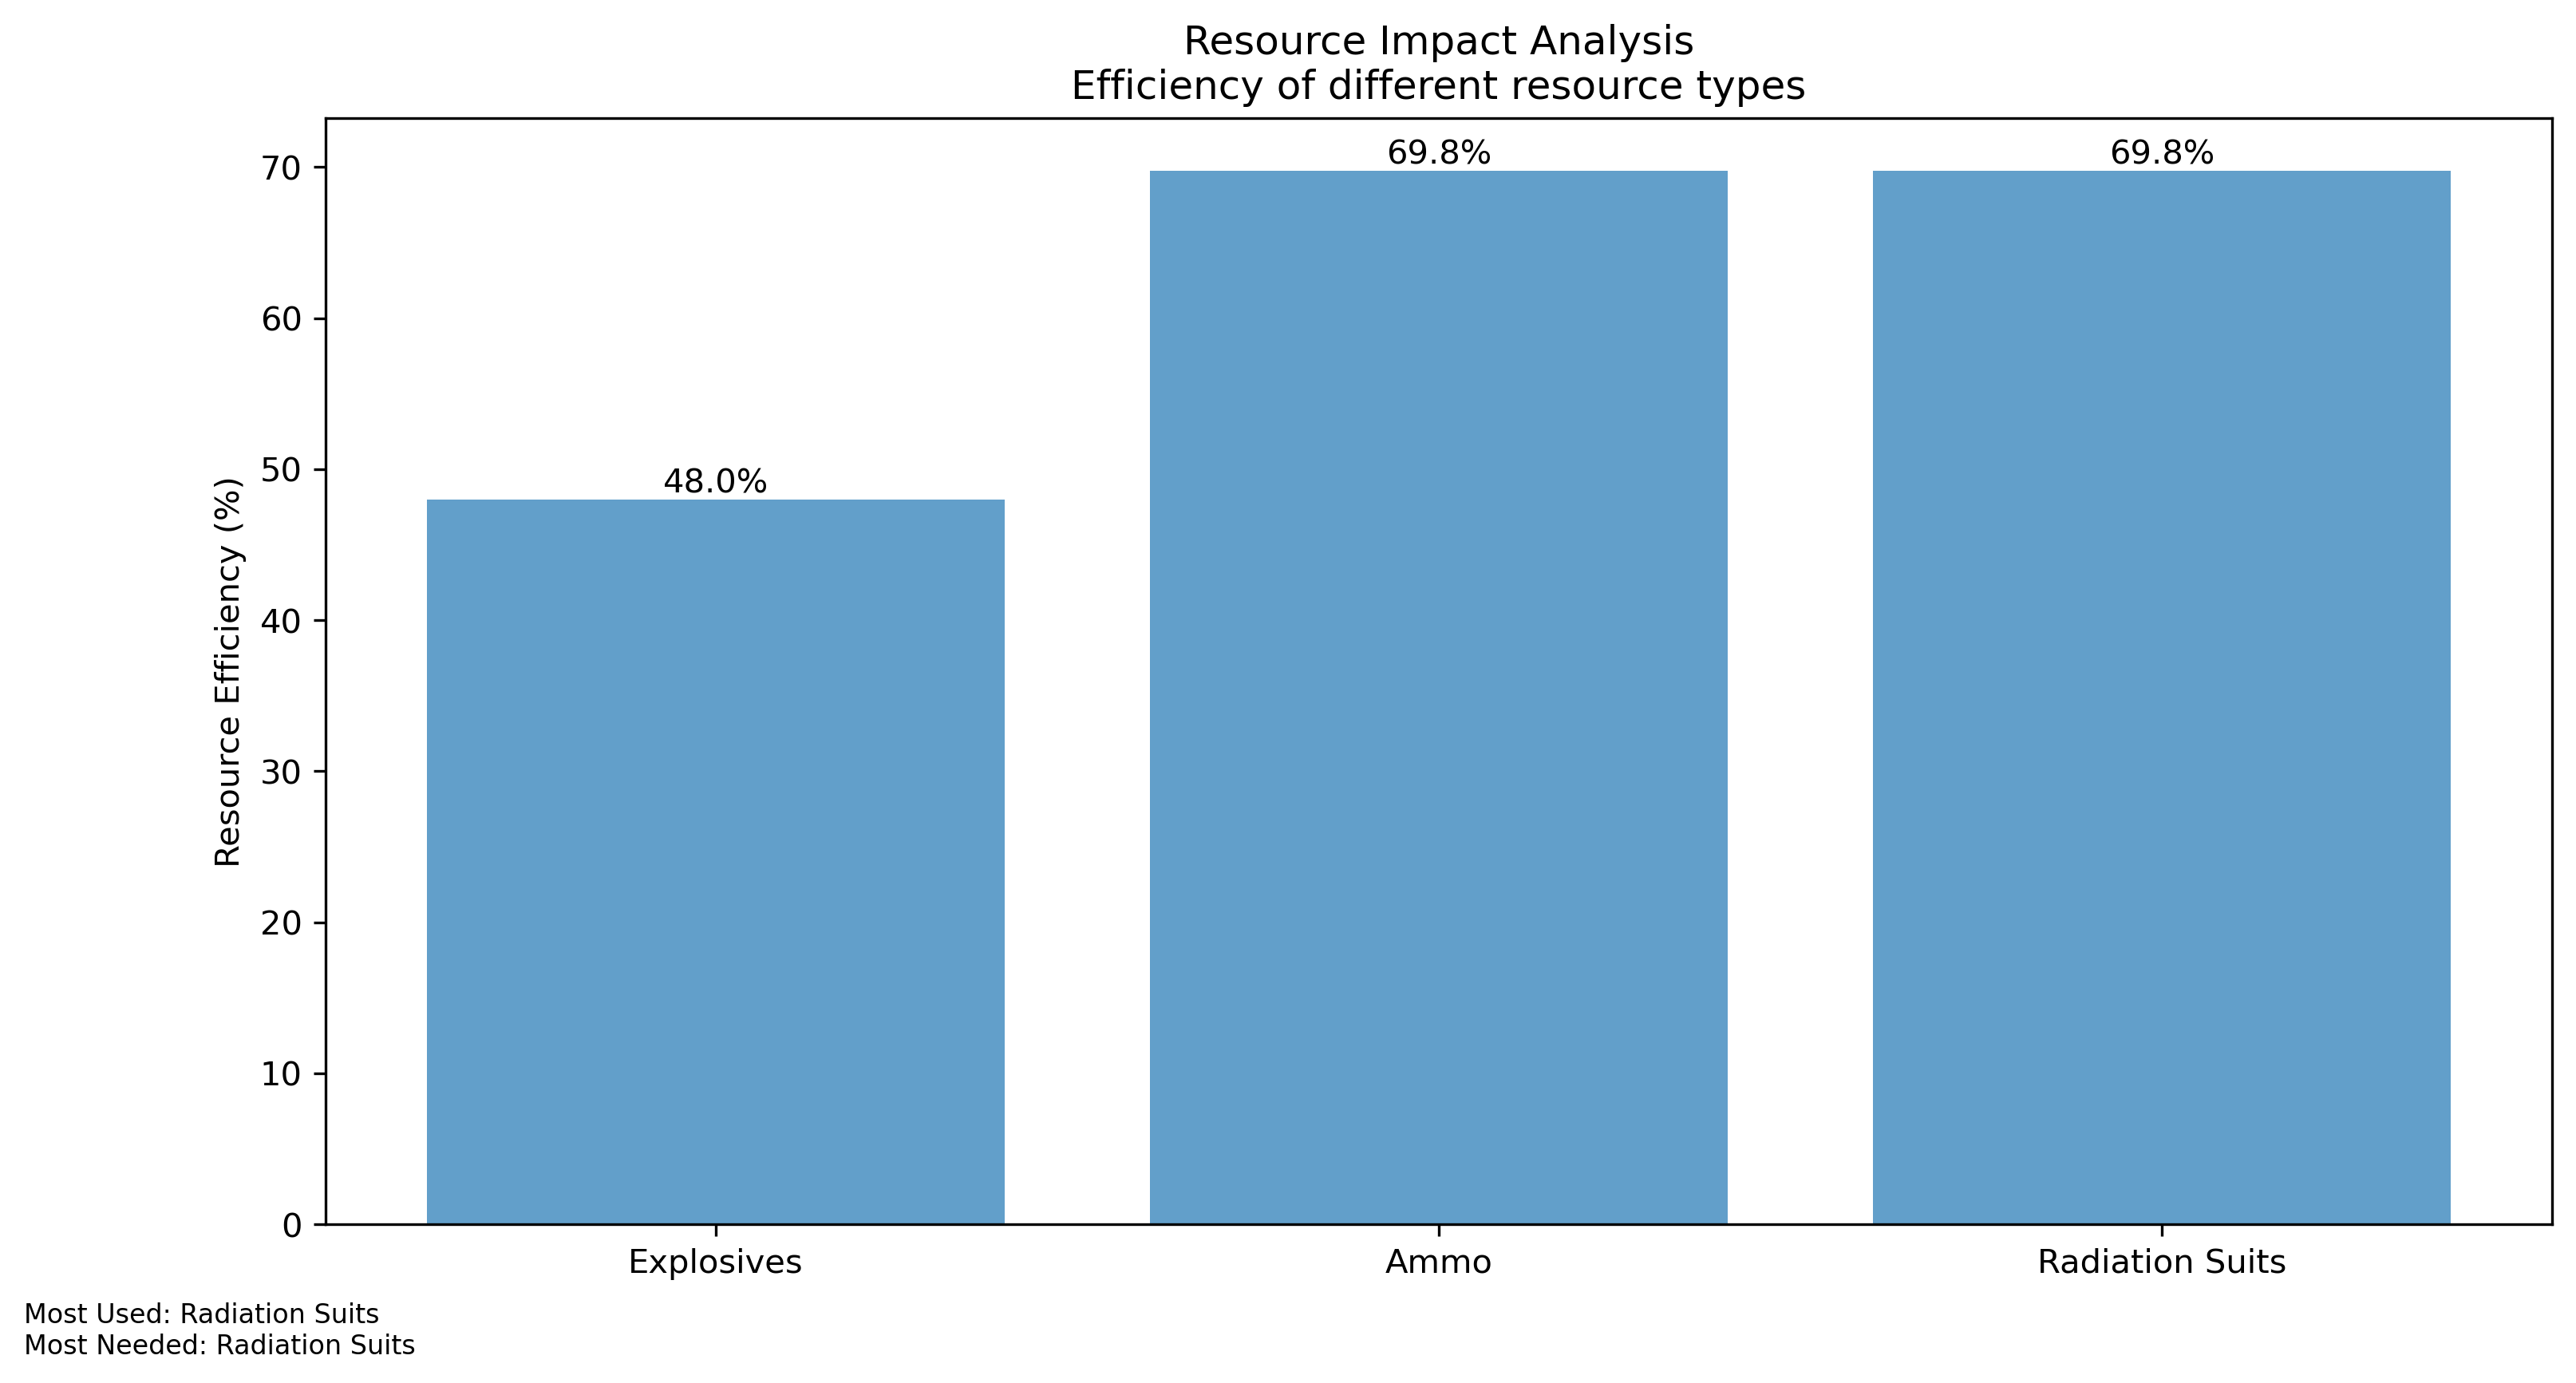 Resource Impact Analysis
Efficiency of different resource types
Resource Efficiency (%)
70
60
50
40
30
20
10
0
48.0%
69.8%
69.8%
Explosives
Ammo
Radiation Suits
Most Used: Radiation Suits
Most Needed: Radiation Suits